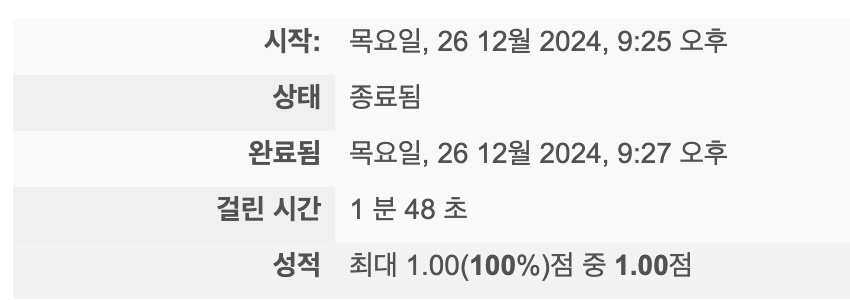 시작: 목요일, 26 12월 2024, 9:25 오후
상태 종료됨
완료됨 목요일, 26 12월 2024, 9:27 오후
걸린 시간 1 분 48 초
성적 최대 1.00(100%)점 중 1.00점